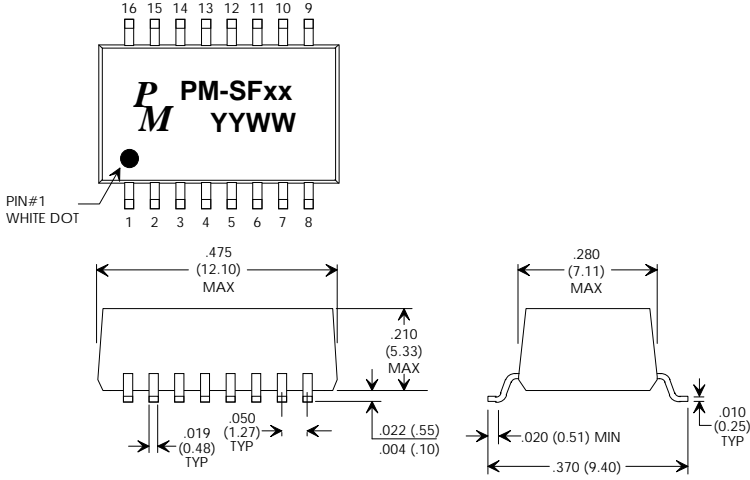 16 15 14 13 12 11 10 9
P
M
PM-SFxx
YYWW
PIN#1
WHITE DOT
1 2 3 4 5 6 7 8
.475
(12.10)
MAX
.210
(5.33)
MAX
.019
(0.48)
TYP
.050
(1.27)
TYP
.022 (.55)
.004 (.10)
.280
(7.11)
MAX
.020 (0.51) MIN
.370 (9.40)
.010
(0.25)
TYP